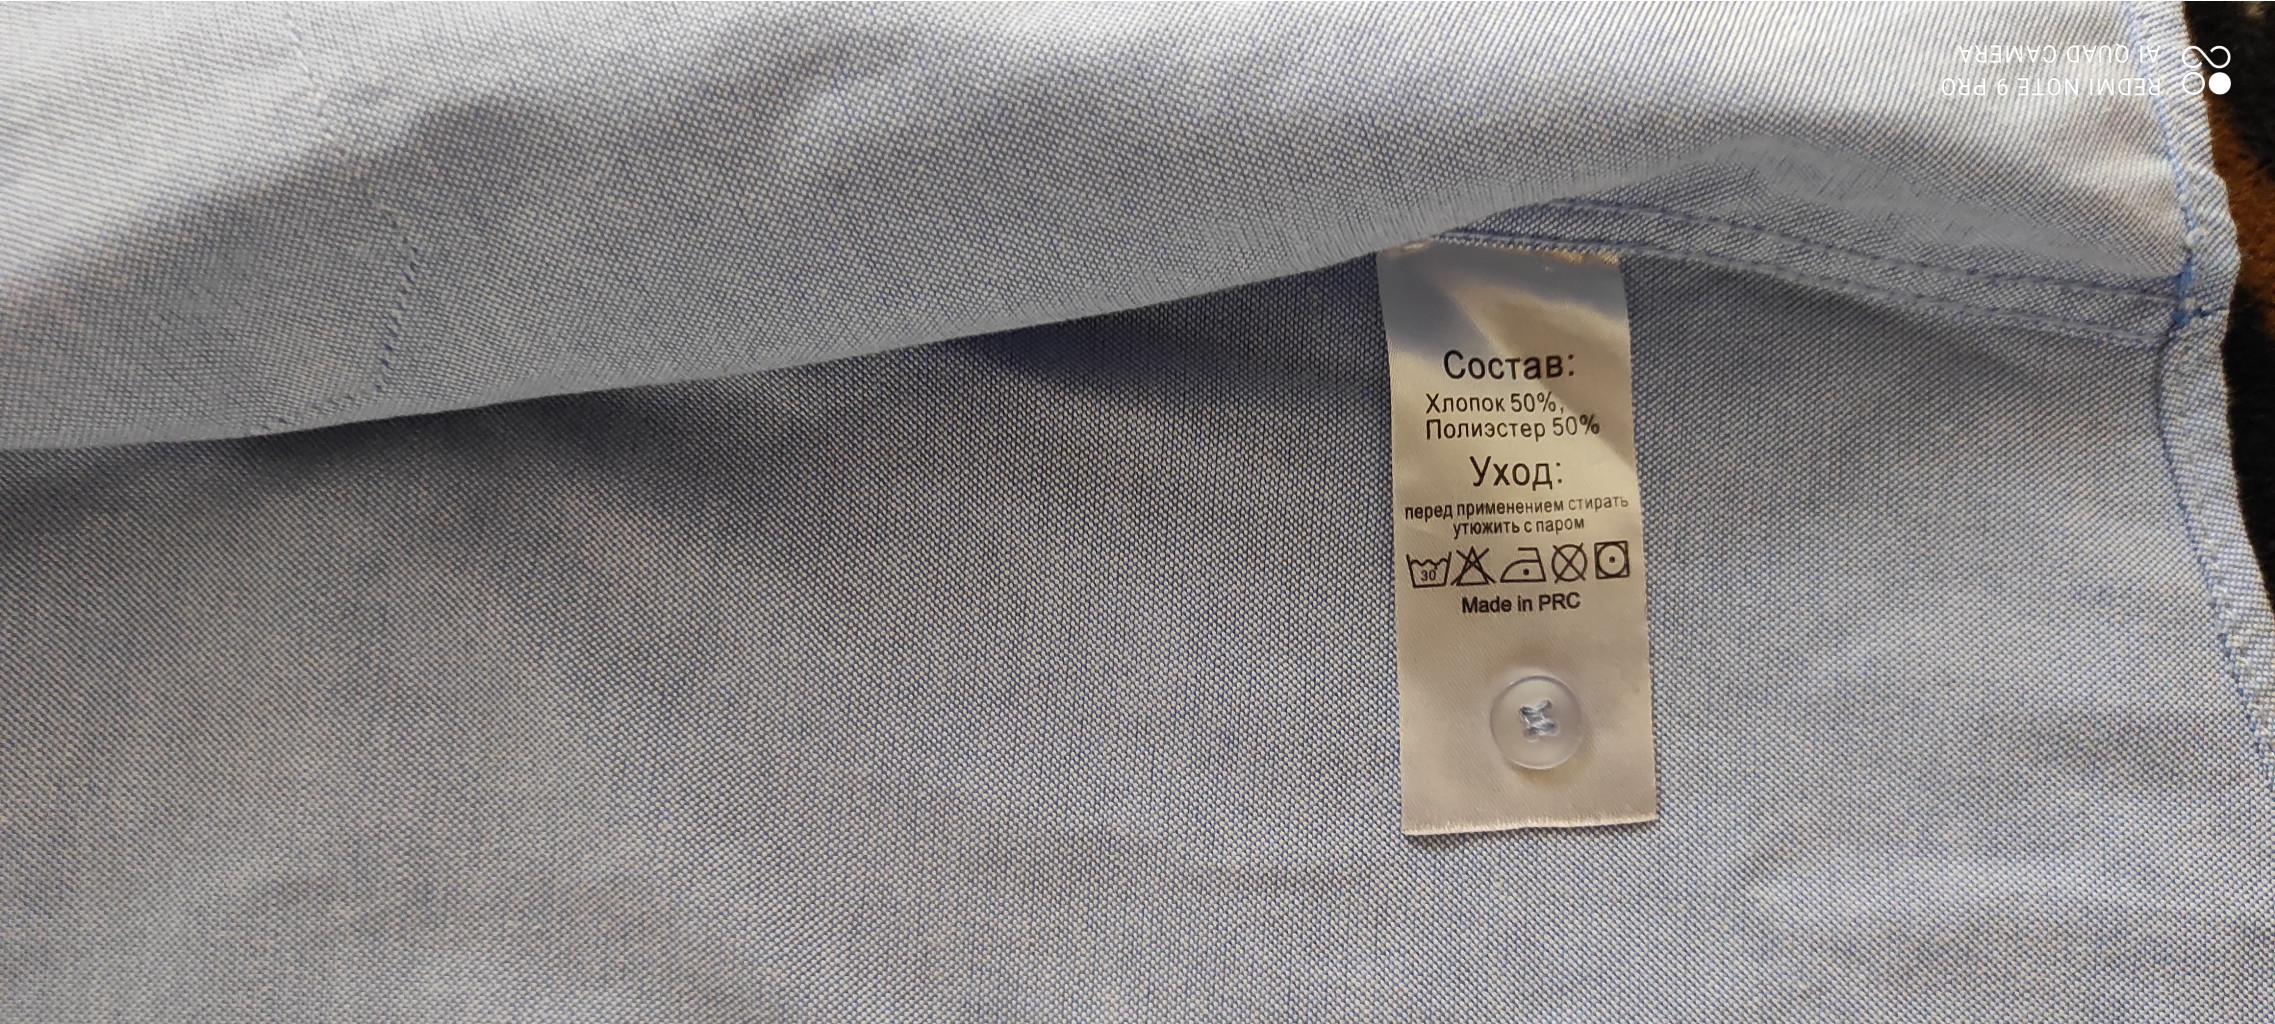 Состав:
Хлопок 50%,
Полиэстер 50%
Уход:
перед применением стирать
утюжить с паром
30
Made in PRC
REDMI NOTE 9 PRO
AI QUAD CAMERA